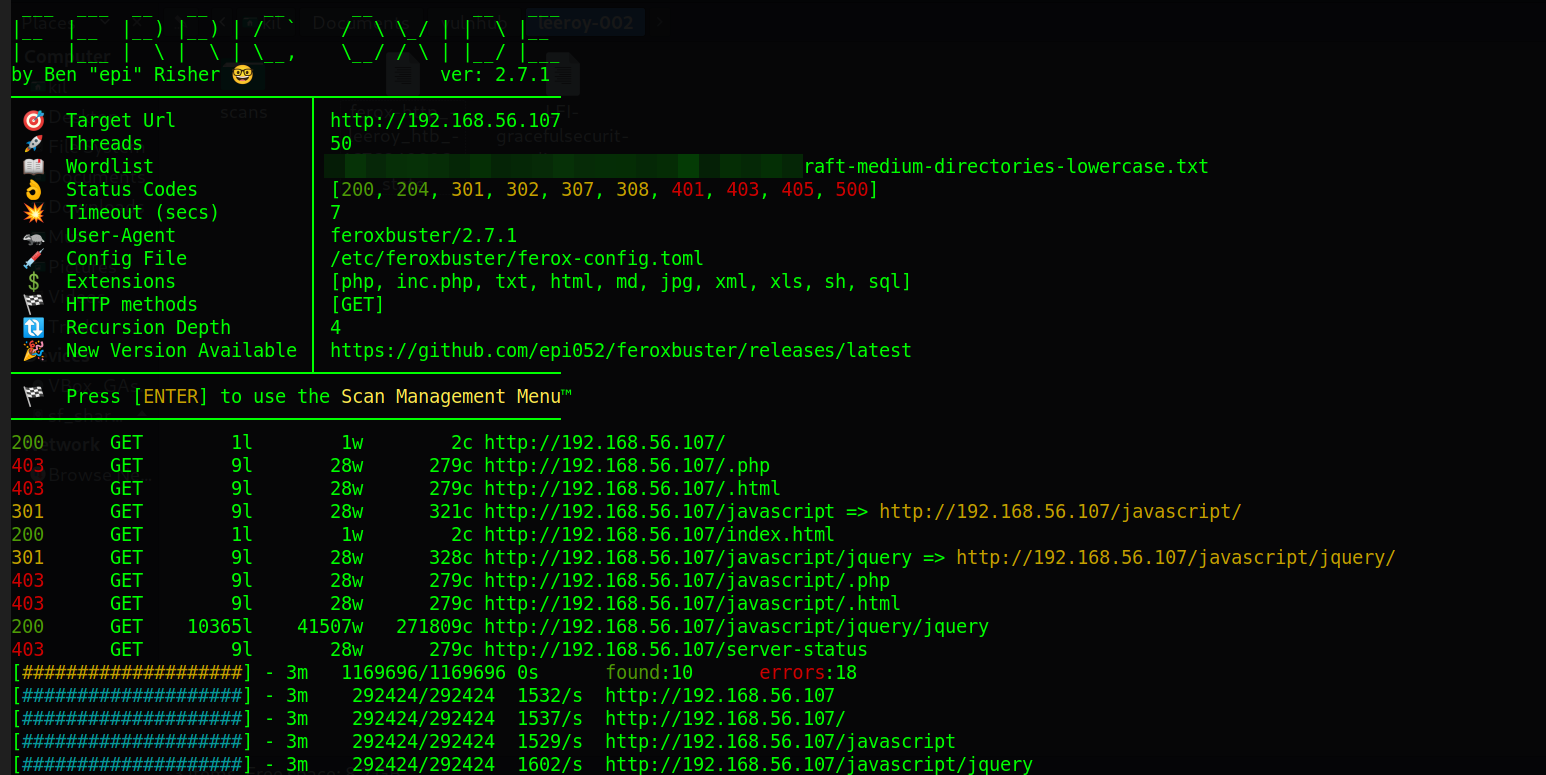 leeroy-002
by Ben "epi" Risher 🤓 ver: 2.7.1
🎯 Target Url │ http://192.168.56.107
🚀 Threads │ 50
📖 Wordlist │ raft-medium-directories-lowercase.txt
👌 Status Codes │ [200, 204, 301, 302, 307, 308, 401, 403, 405, 500]
💥 Timeout (secs) │ 7
🦡 User-Agent │ feroxbuster/2.7.1
💉 Config File │ /etc/feroxbuster/ferox-config.toml
💲 Extensions │ [php, inc.php, txt, html, md, jpg, xml, xls, sh, sql]
🏁 HTTP methods │ [GET]
🔃 Recursion Depth │ 4
🎉 New Version Available │ https://github.com/epi052/feroxbuster/releases/latest
🏁 Press [ENTER] to use the Scan Management Menu™
200 GET 1l 1w 2c http://192.168.56.107/
403 GET 9l 28w 279c http://192.168.56.107/.php
403 GET 9l 28w 279c http://192.168.56.107/.html
301 GET 9l 28w 321c http://192.168.56.107/javascript => http://192.168.56.107/javascript/
200 GET 1l 1w 2c http://192.168.56.107/index.html
301 GET 9l 28w 328c http://192.168.56.107/javascript/jquery => http://192.168.56.107/javascript/jquery/
403 GET 9l 28w 279c http://192.168.56.107/javascript/.php
403 GET 9l 28w 279c http://192.168.56.107/javascript/.html
200 GET 10365l 41507w 271809c http://192.168.56.107/javascript/jquery/jquery
403 GET 9l 28w 279c http://192.168.56.107/server-status
[####################] - 3m 1169696/1169696 0s found:10 errors:18
[####################] - 3m 292424/292424 1532/s http://192.168.56.107
[####################] - 3m 292424/292424 1537/s http://192.168.56.107/
[####################] - 3m 292424/292424 1529/s http://192.168.56.107/javascript
[####################] - 3m 292424/292424 1602/s http://192.168.56.107/javascript/jquery